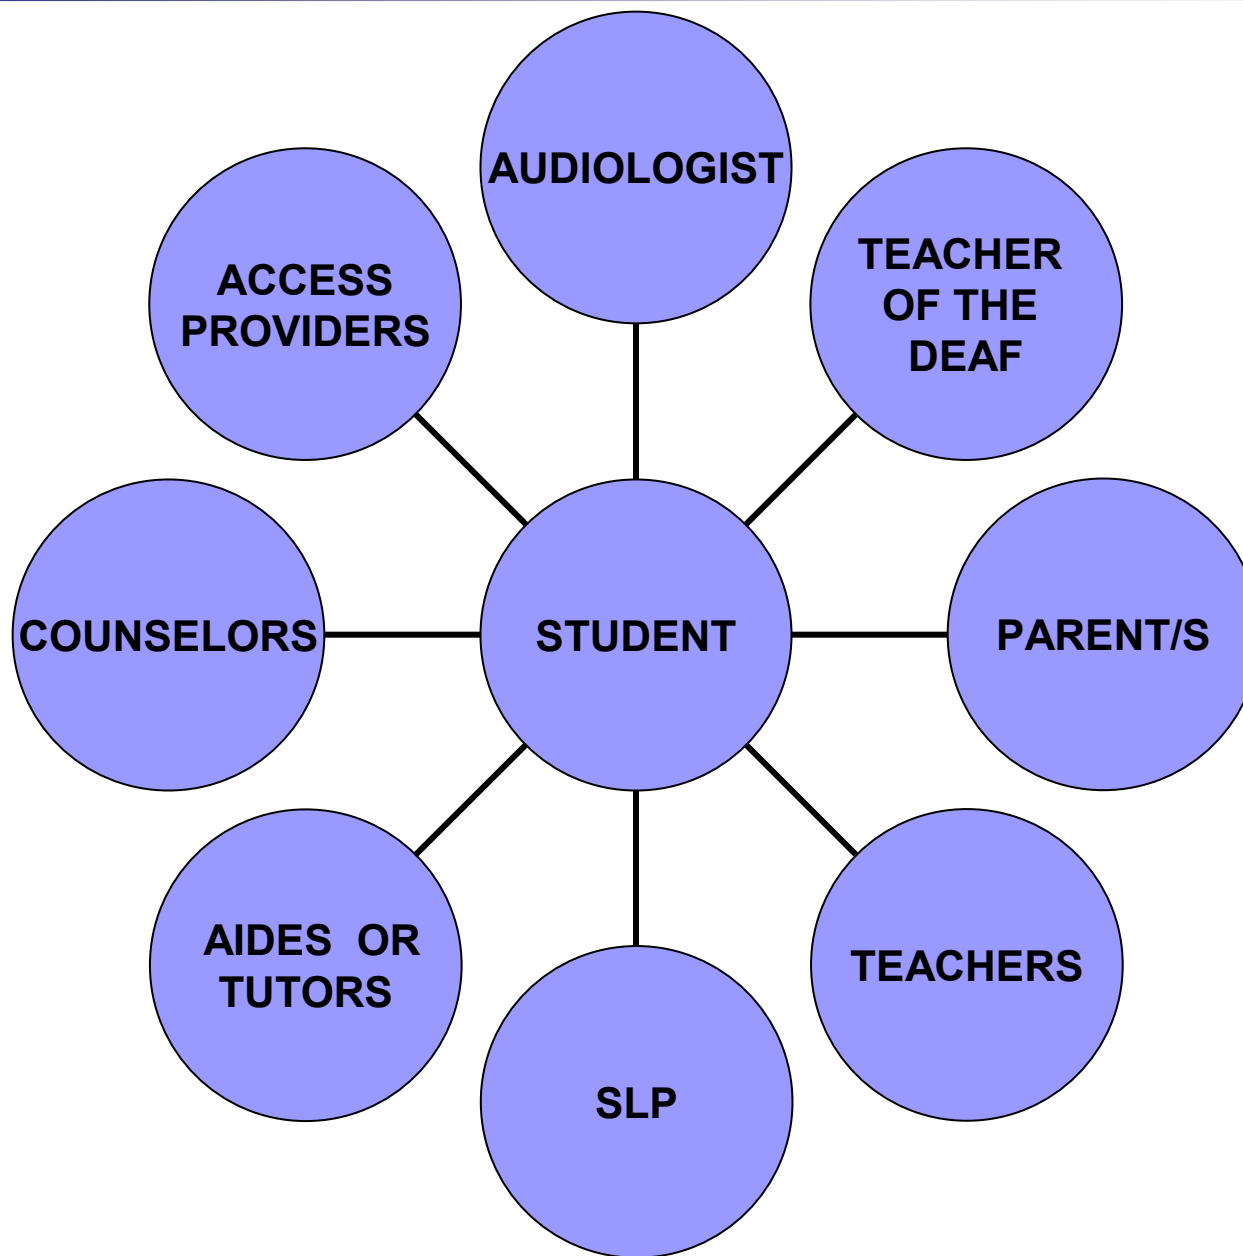 AUDIOLOGIST
ACCESS
PROVIDERS
TEACHER
OF THE
DEAF
COUNSELORS
STUDENT
PARENT/S
AIDES OR
TUTORS
TEACHERS
SLP